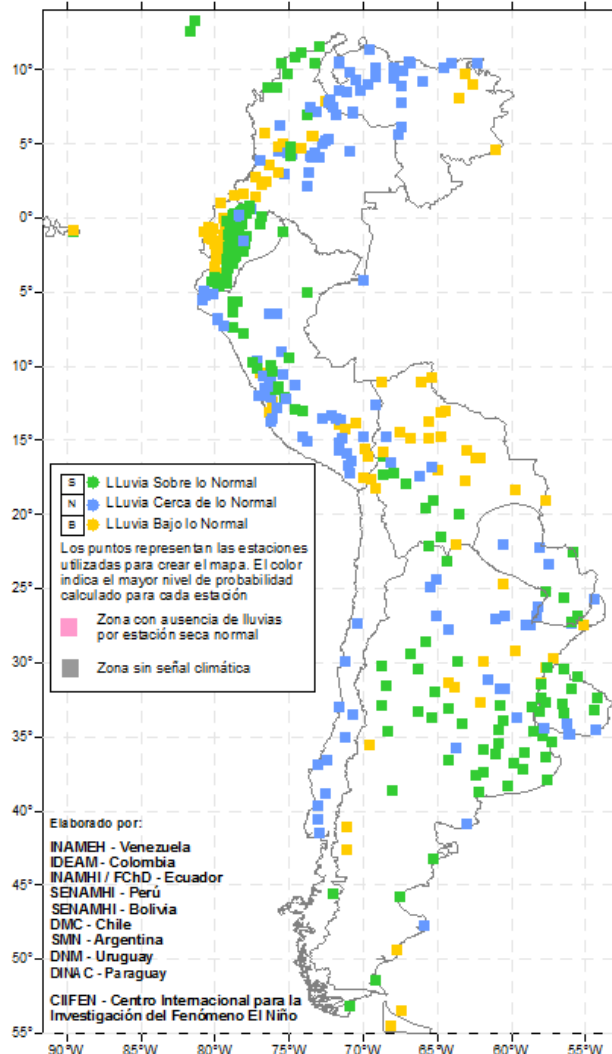 10°
5°
0°
5°
10°
15°
20°
25°
30°
35°
40°
45°
50°
55°
S LLuvia Sobre lo Normal
N LLuvia Cerca de lo Normal
B LLuvia Bajo lo Normal
Los puntos representan las estaciones
utilizadas para crear el mapa. El color
indica el mayor nivel de probabilidad
calculado para cada estación
Zona con ausencia de lluvias
por estación seca normal
Zona sin señal climática
Elaborado por:
INAMEH - Venezuela
IDEAM - Colombia
INAMHI / FChD - Ecuador
SENAMHI - Perú
SENAMHI - Bolivia
DMC - Chile
SMN - Argentina
DNM - Uruguay
DINAC - Paraguay
CIIFEN - Centro Internacional para la
Investigación del Fenómeno El Niño
90°W 85°W 80°W 75°W 70°W 65°W 60°W 55°W